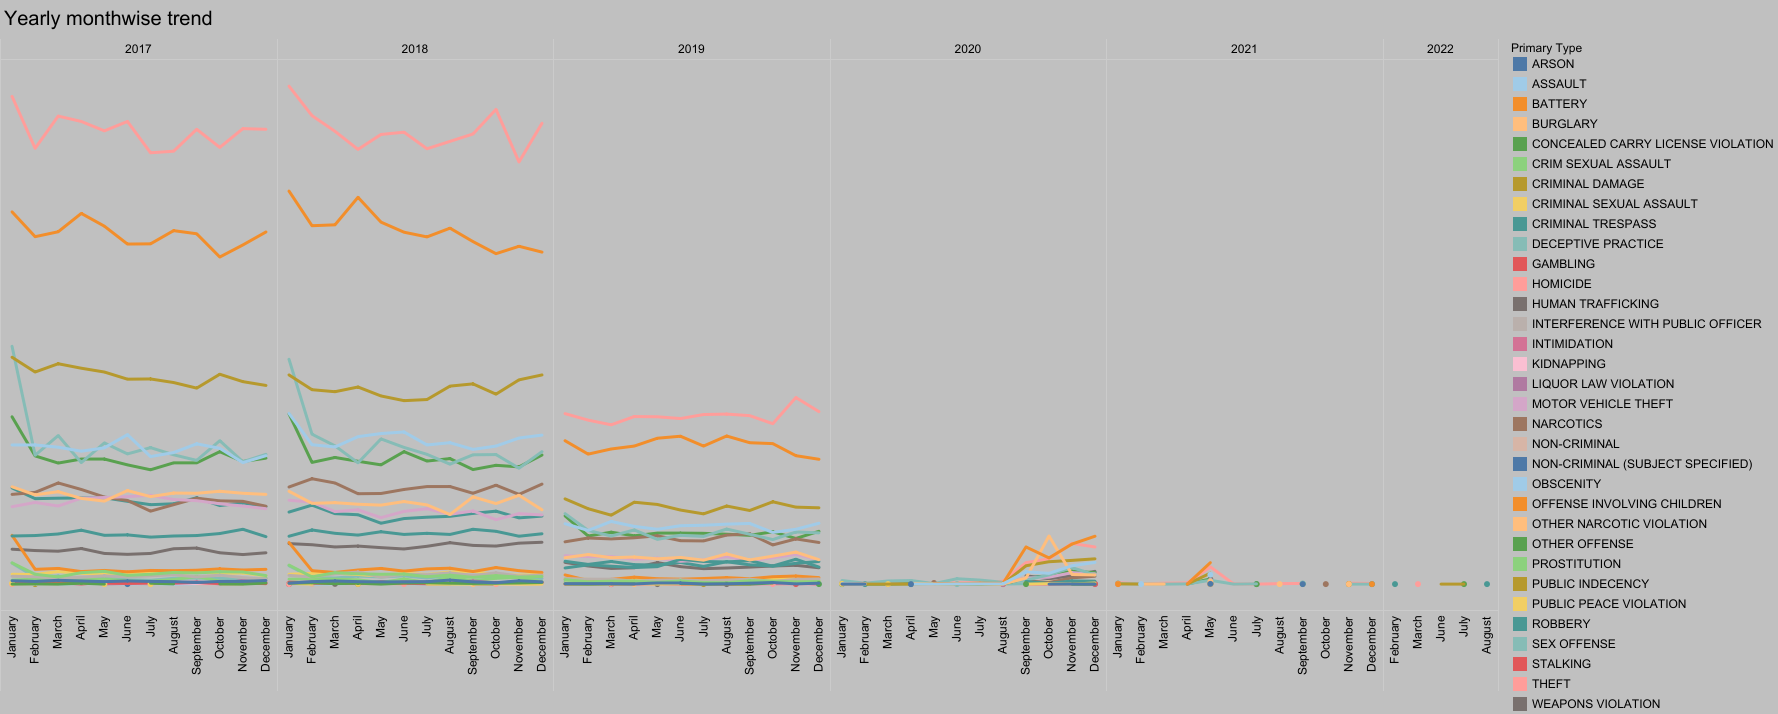 Yearly monthwise trend
2017 2018 2019 2020 2021 2022
Primary Type
ARSON
ASSAULT
BATTERY
BURGLARY
CONCEALED CARRY LICENSE VIOLATION
CRIM SEXUAL ASSAULT
CRIMINAL DAMAGE
CRIMINAL SEXUAL ASSAULT
CRIMINAL TRESPASS
DECEPTIVE PRACTICE
GAMBLING
HOMICIDE
HUMAN TRAFFICKING
INTERFERENCE WITH PUBLIC OFFICER
INTIMIDATION
KIDNAPPING
LIQUOR LAW VIOLATION
MOTOR VEHICLE THEFT
NARCOTICS
NON-CRIMINAL
NON-CRIMINAL (SUBJECT SPECIFIED)
OBSCENITY
OFFENSE INVOLVING CHILDREN
OTHER NARCOTIC VIOLATION
OTHER OFFENSE
PROSTITUTION
PUBLIC INDECENCY
PUBLIC PEACE VIOLATION
ROBBERY
SEX OFFENSE
STALKING
THEFT
WEAPONS VIOLATION
January
February
March
April
May
June
July
August
September
October
November
December
January
February
March
April
May
June
July
August
September
October
November
December
January
February
March
April
May
June
July
August
September
October
November
December
January
February
March
April
May
June
July
August
September
October
November
December
January
February
March
April
May
June
July
August
September
October
November
December
February
March
June
July
August